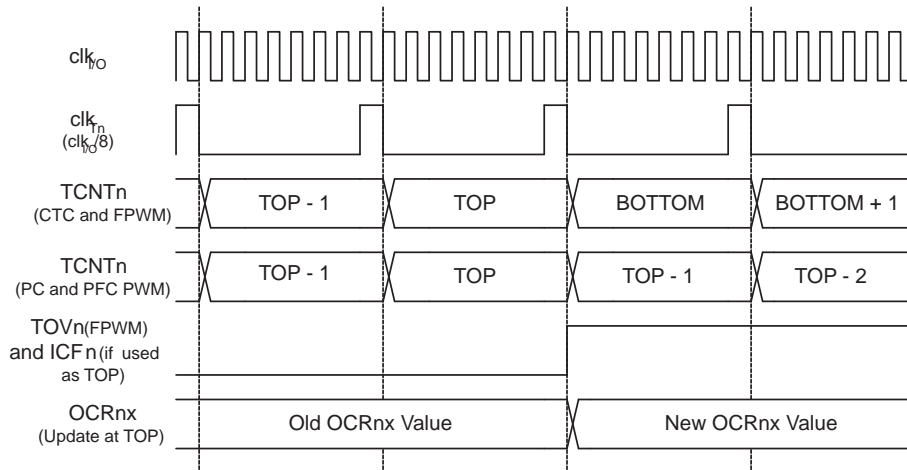 clkI/O
clkTn
(clkI/O/8)
TCNTn
(CTC and FPWM)
TOP - 1 TOP BOTTOM BOTTOM + 1
TCNTn
(PC and PFC PWM)
TOP - 1 TOP TOP - 1 TOP - 2
TOVn(FPWM)
and ICFn(if used
as TOP)
OCRnx
(Update at TOP)
Old OCRnx Value New OCRnx Value